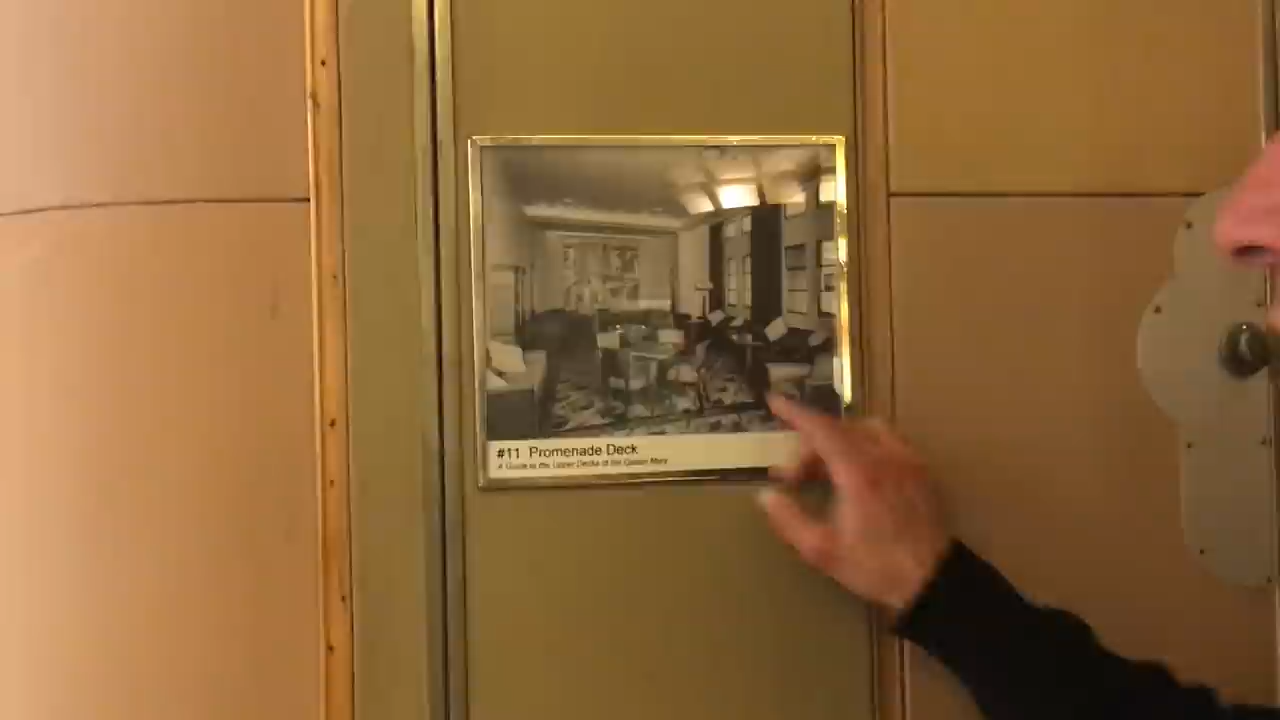 #11 Promenade Deck
A Guide to the Upper Decks of the Queen Mary